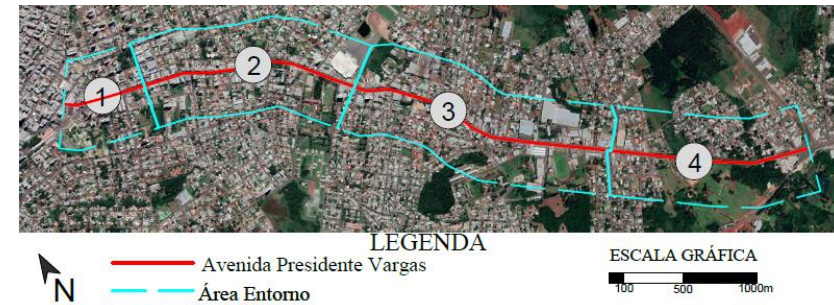 1
2
3
4
LEGENDA
Avenida Presidente Vargas
Área Entorno
N
ESCALA GRÁFICA
100 500 1000m